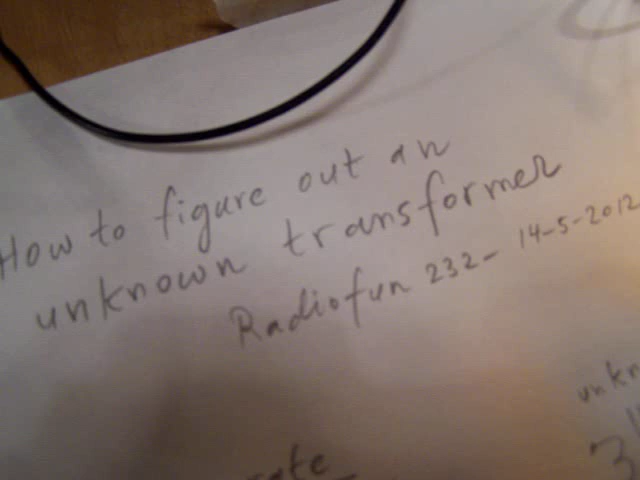 How to figure out an
unknown transformer
Radiofun 232- 14-5-2012